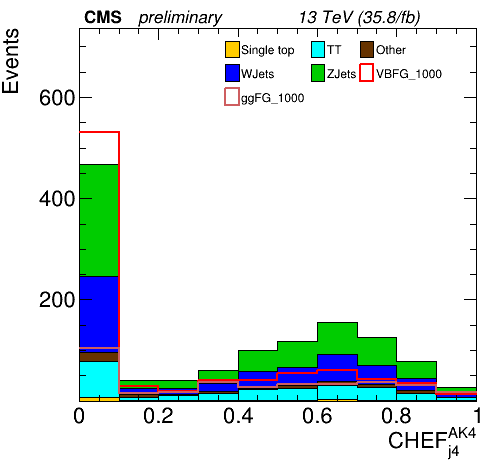 CMS preliminary 13 TeV (35.8/fb)
Events
Single top TT Other
WJets ZJets VBFG_1000
ggFG_1000
600
400
200
0 0.2 0.4 0.6 0.8 1
CHEF^{AK4}_{j4}